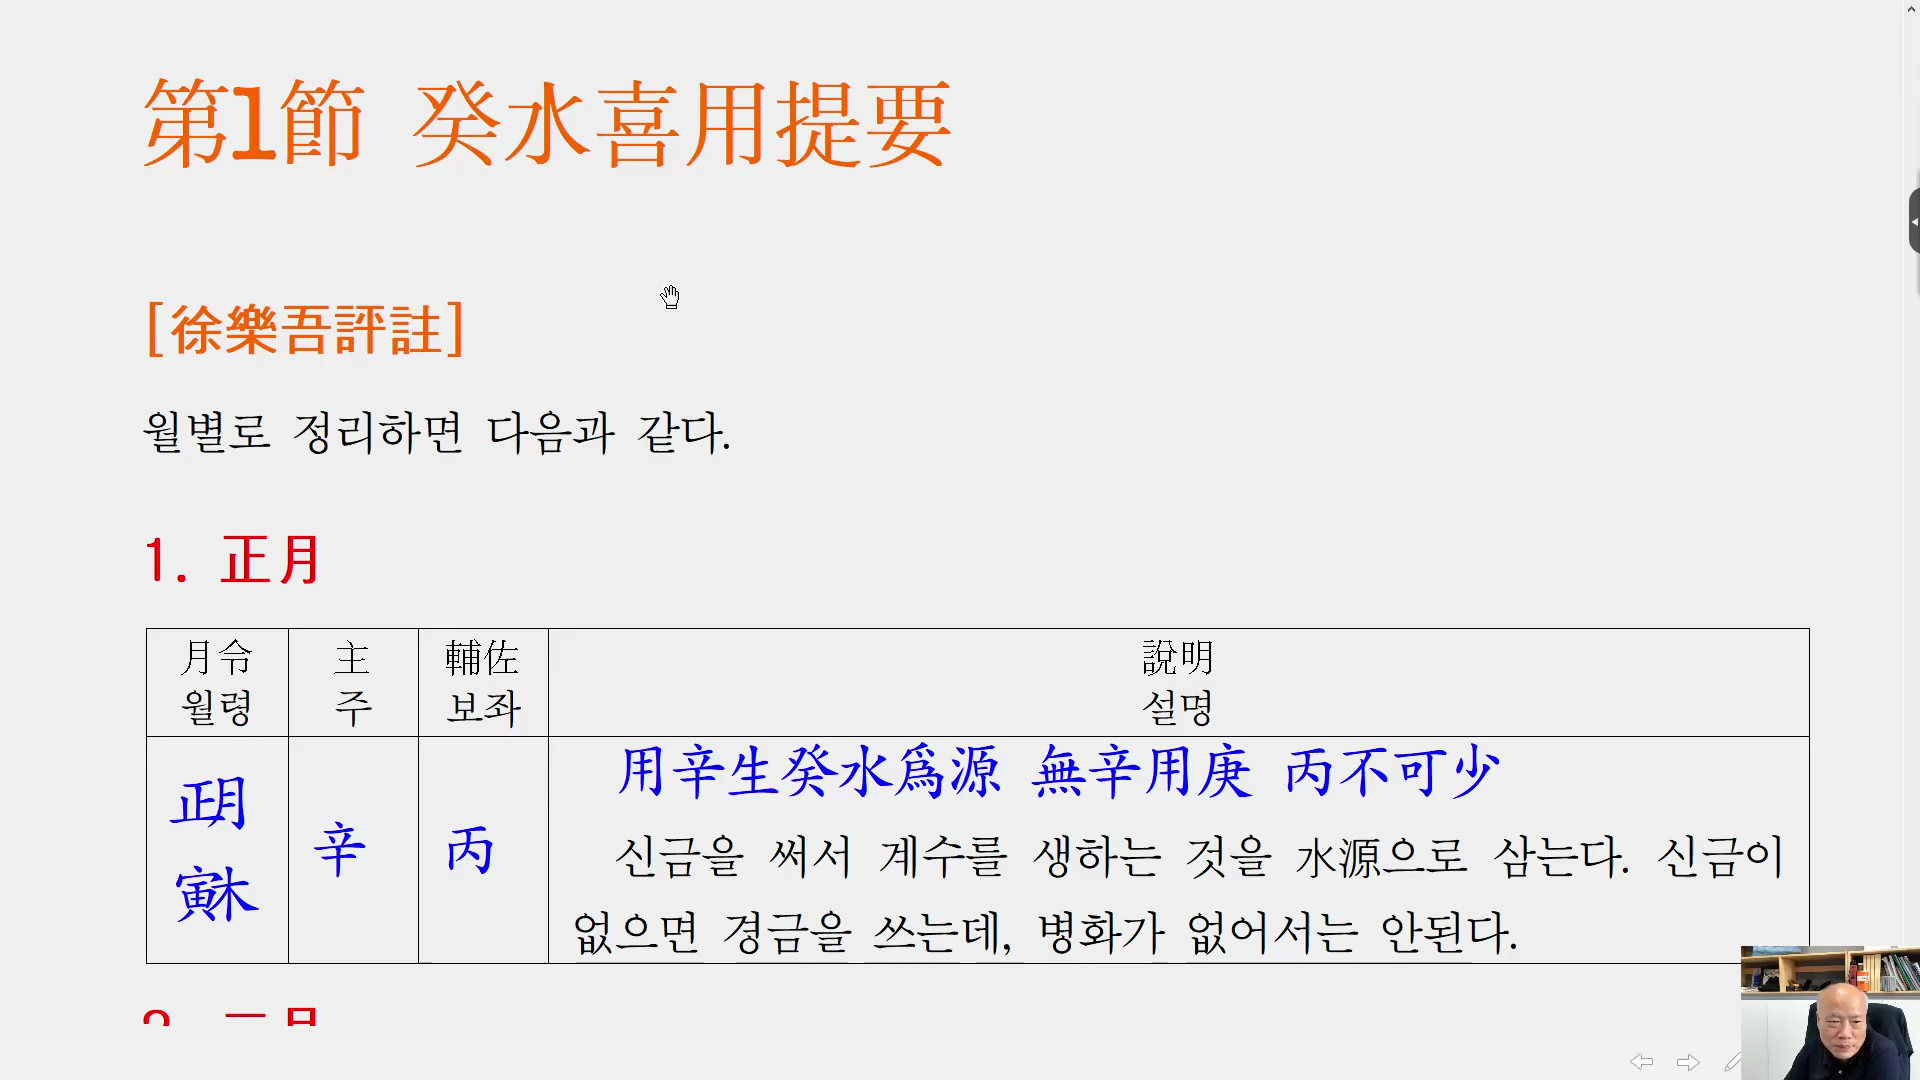 第1節 癸水喜用提要
[徐樂吾評註]
월별로 정리하면 다음과 같다.
1. 正月
月令 主 輔佐 說明
월령 주 보좌 설명
正月 寅木 辛 丙 用辛生癸水爲源 無辛用庚 丙不可少
신금을 써서 계수를 생하는 것을 水源으로 삼는다. 신금이
없으면 경금을 쓰는데, 병화가 없어서는 안된다.